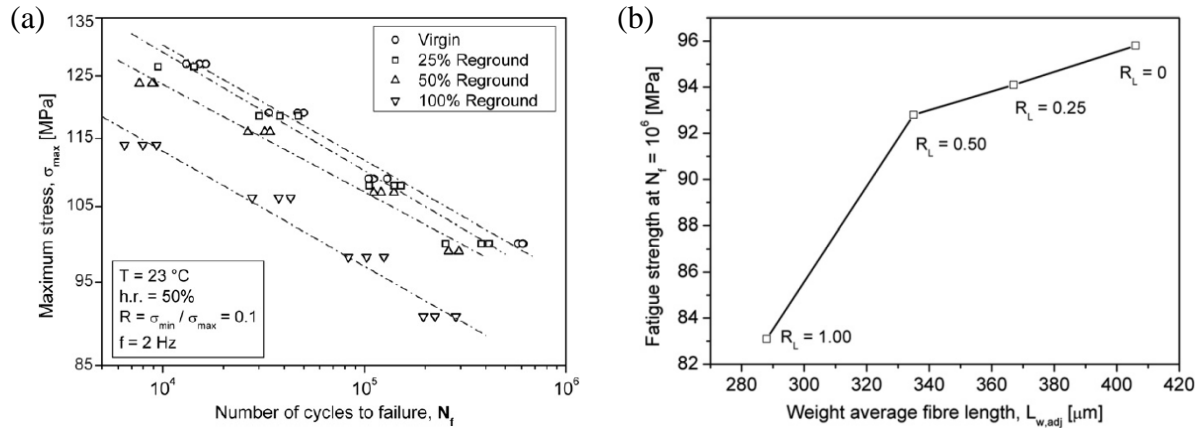 (a)
135
125
115
105
95
85
Maximum stress, σmax [MPa]
Virgin
25% Reground
50% Reground
100% Reground
T = 23 °C
h.r. = 50%
R = σmin / σmax = 0.1
f = 2 Hz
10⁴
10⁵
10⁶
Number of cycles to failure, Nf
(b)
96
94
92
90
88
86
84
82
Fatigue strength at Nf = 10⁶ [MPa]
RL = 0
RL = 0.25
RL = 0.50
RL = 1.00
280 300 320 340 360 380 400 420
Weight average fibre length, Lw,adj [μm]